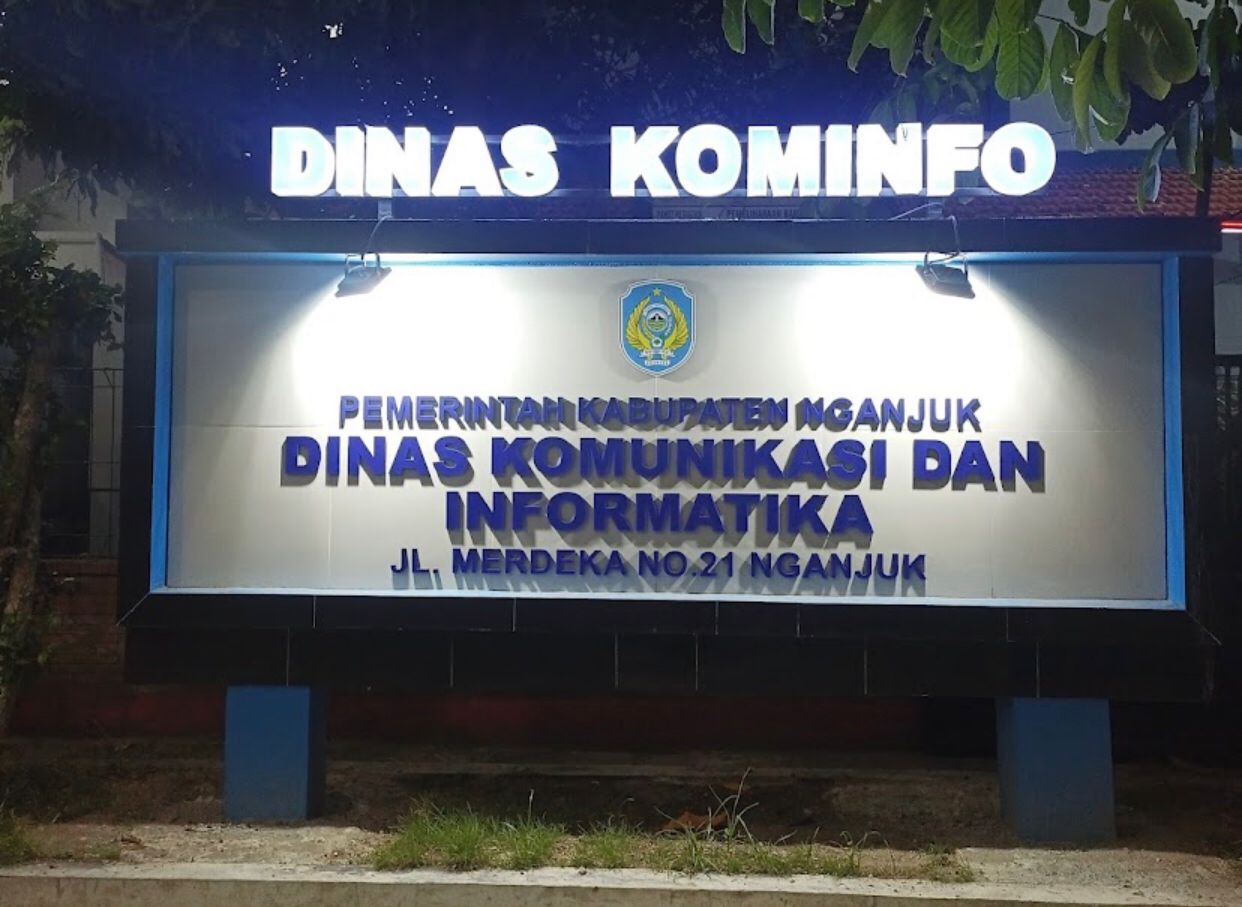 DINAS KOMINFO
PEMERINTAH KABUPATEN NGANJUK
DINAS KOMUNIKASI DAN
INFORMATIKA
JL. MERDEKA NO.21 NGANJUK